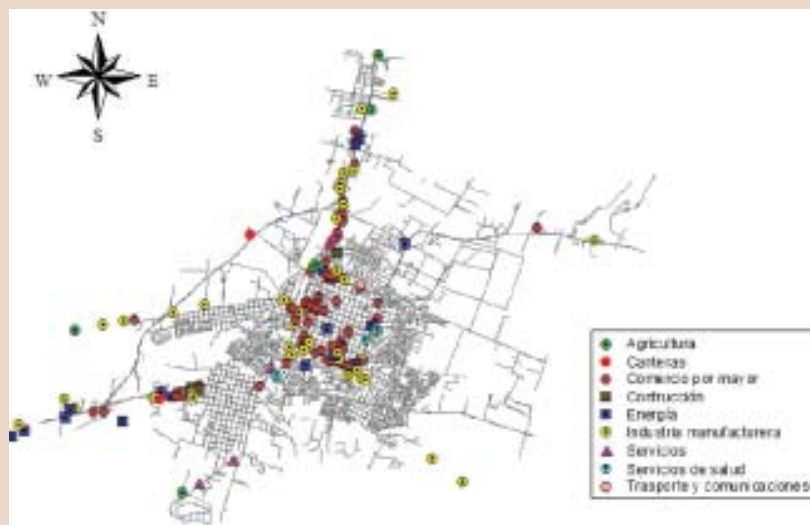 N
W E
S
Agricultura
Canteras
Comercio por mayor
Contrucción
Energía
Industria manufacturera
Servicios
Servicios de salud
Trasporte y comunicaciones